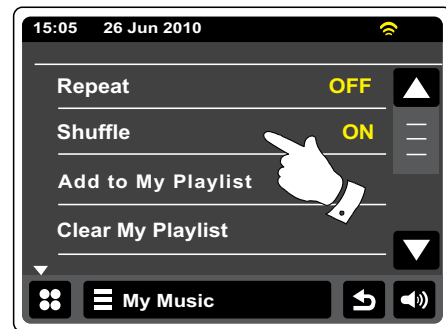 15:05 26 Jun 2010
Repeat OFF
Shuffle ON
Add to My Playlist
Clear My Playlist
My Music